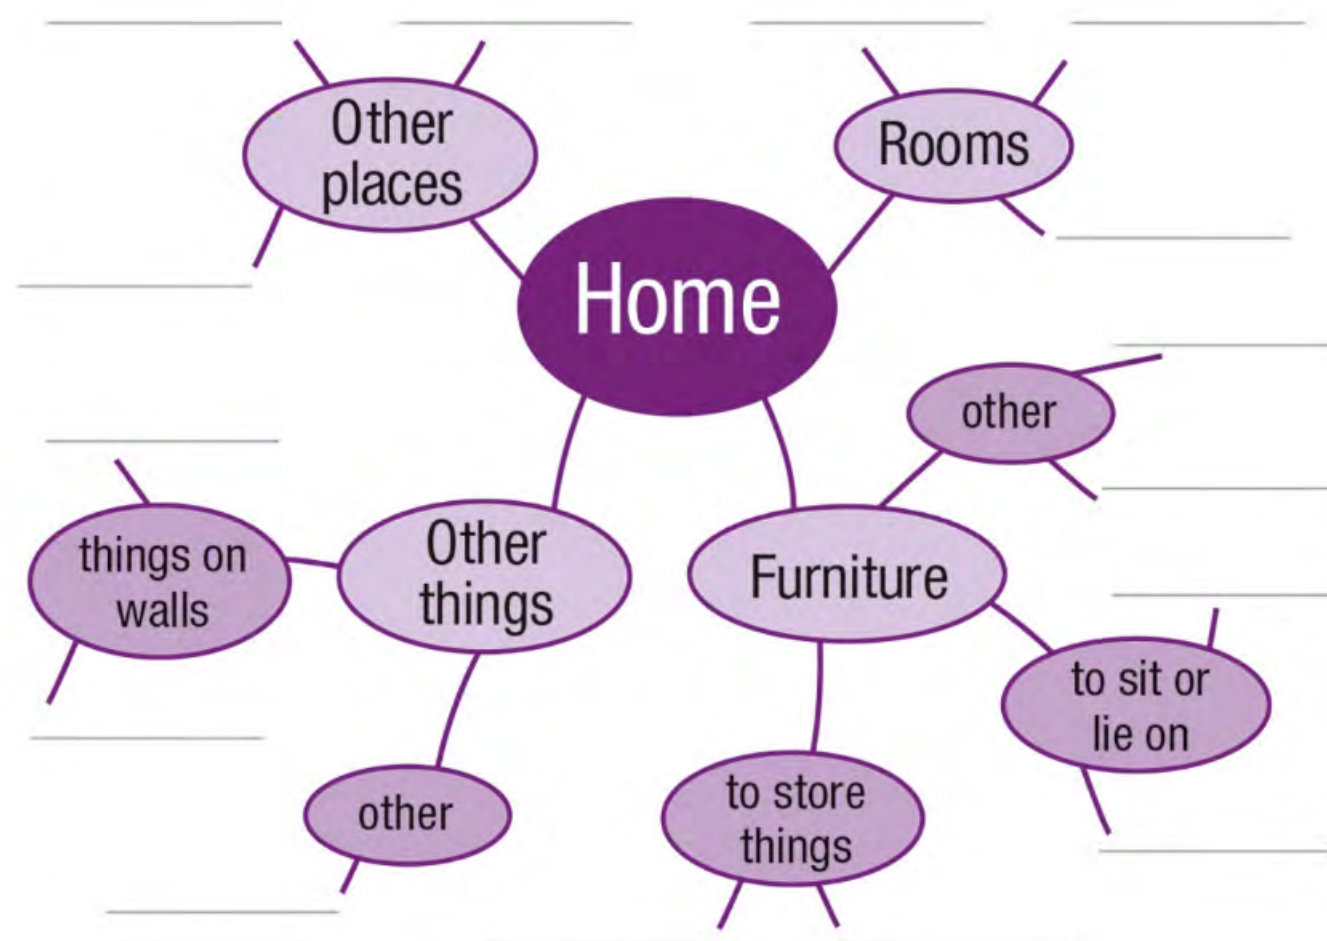 Other
places
Rooms
Home
other
things on
walls
Other
things
Furniture
to sit or
lie on
other
to store
things